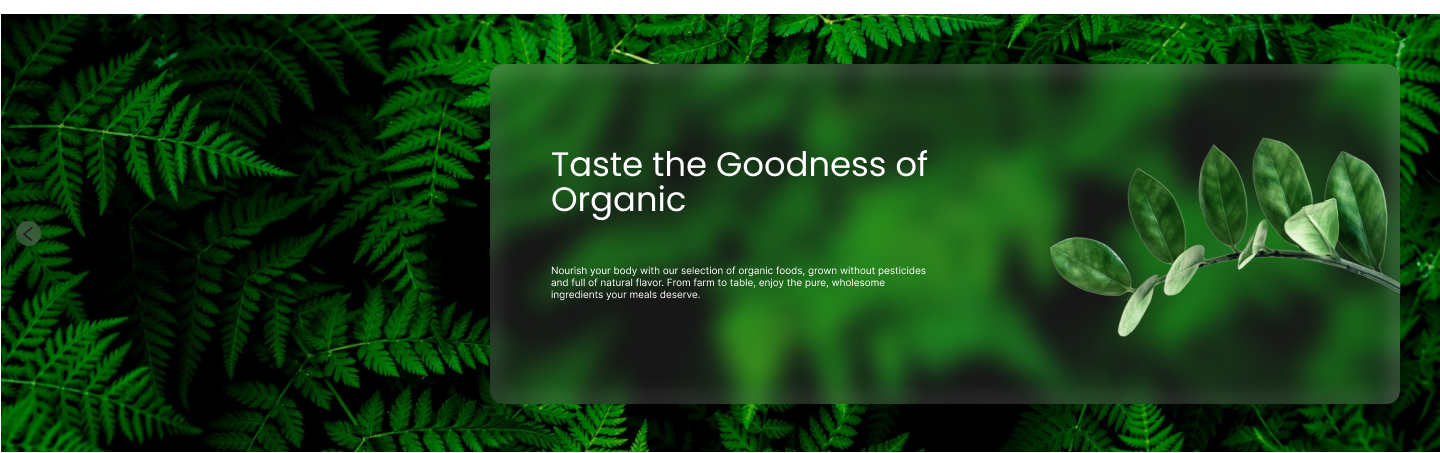 Taste the Goodness of
Organic
Nourish your body with our selection of organic foods, grown without pesticides
and full of natural flavor. From farm to table, enjoy the pure, wholesome
ingredients your meals deserve.